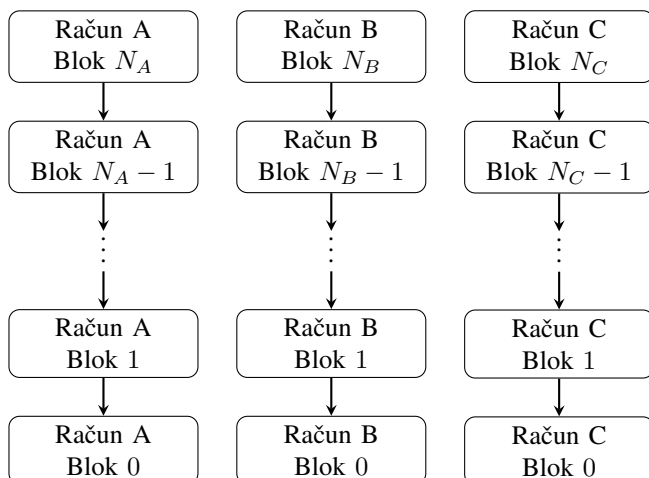 Račun A
Blok N_A
Račun B
Blok N_B
Račun C
Blok N_C
Račun A
Blok N_A − 1
Račun B
Blok N_B − 1
Račun C
Blok N_C − 1
Račun A
Blok 1
Račun B
Blok 1
Račun C
Blok 1
Račun A
Blok 0
Račun B
Blok 0
Račun C
Blok 0